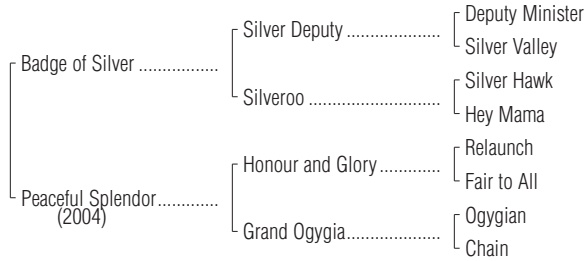 Deputy Minister
Silver Deputy ....................
Silver Valley
Badge of Silver .................
Silver Hawk
Silveroo ............................
Hey Mama
Relaunch
Honour and Glory .............
Fair to All
Peaceful Splendor.............
(2004)
Ogygian
Grand Ogygia....................
Chain